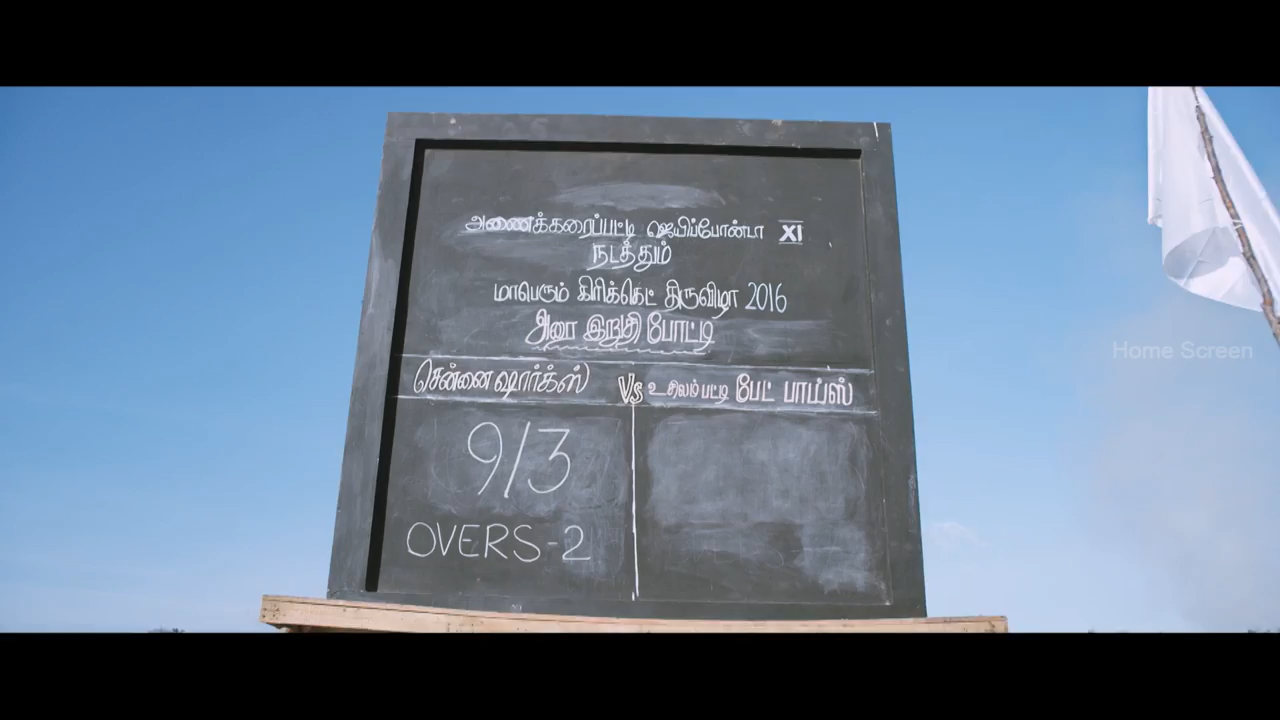 அணைக்கரைப்பட்டி ஜெயிப்போண்டா XI
நடத்தும்
மாபெரும் கிரிக்கெட் திருவிழா 2016
அரை இறுதி போட்டி
சென்னை ஷார்க்ஸ் Vs உசிலம்பட்டி பேட் பாய்ஸ்
9/3
OVERS-2
Home Screen